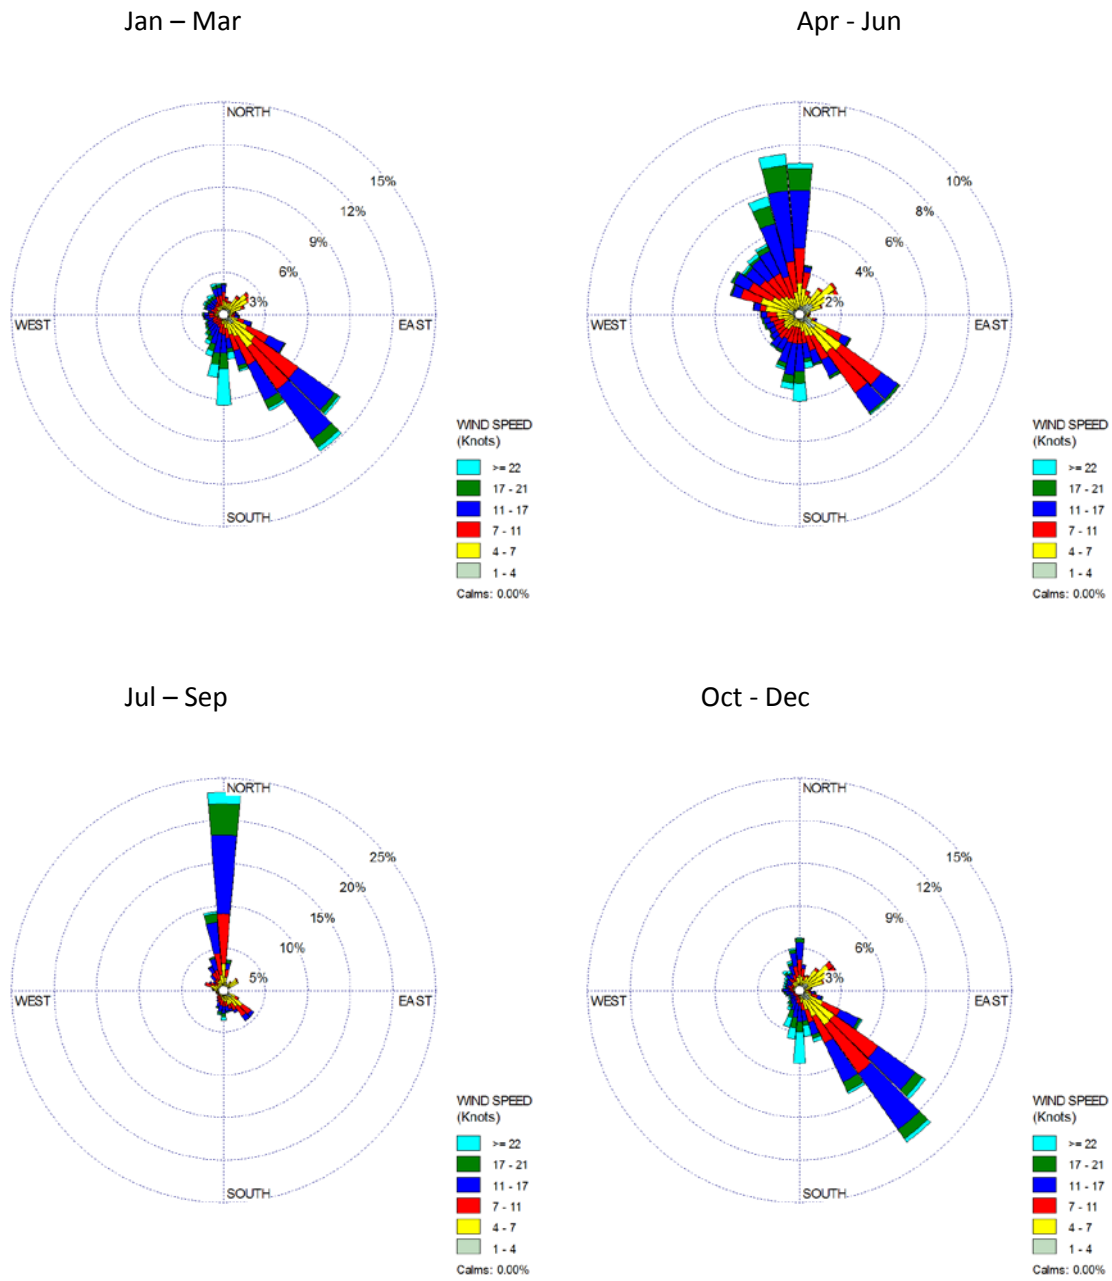 Jan – Mar
Apr - Jun
NORTH
15%
12%
9%
6%
3%
WEST
EAST
SOUTH
WIND SPEED
(Knots)
>= 22
17 - 21
11 - 17
7 - 11
4 - 7
1 - 4
Calms: 0.00%
NORTH
10%
8%
6%
4%
2%
WEST
EAST
SOUTH
WIND SPEED
(Knots)
>= 22
17 - 21
11 - 17
7 - 11
4 - 7
1 - 4
Calms: 0.00%
Jul – Sep
Oct - Dec
NORTH
25%
20%
15%
10%
5%
WEST
EAST
SOUTH
WIND SPEED
(Knots)
>= 22
17 - 21
11 - 17
7 - 11
4 - 7
1 - 4
Calms: 0.00%
NORTH
15%
12%
9%
6%
3%
WEST
EAST
SOUTH
WIND SPEED
(Knots)
>= 22
17 - 21
11 - 17
7 - 11
4 - 7
1 - 4
Calms: 0.00%